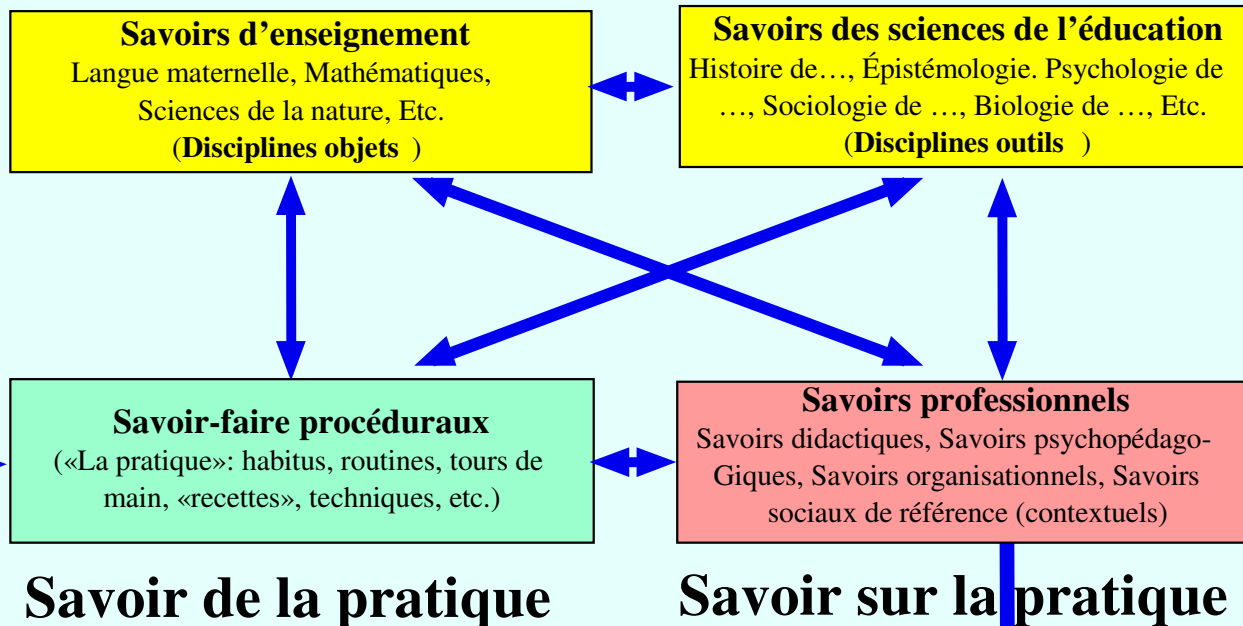 Savoirs d’enseignement
Langue maternelle, Mathématiques,
Sciences de la nature, Etc.
(Disciplines objets )
Savoirs des sciences de l’éducation
Histoire de…, Épistémologie. Psychologie de
…, Sociologie de …, Biologie de …, Etc.
(Disciplines outils )
Savoir-faire procéduraux
(«La pratique»: habitus, routines, tours de
main, «recettes», techniques, etc.)
Savoirs professionnels
Savoirs didactiques, Savoirs psychopédago-
Giques, Savoirs organisationnels, Savoirs
sociaux de référence (contextuels)
Savoir de la pratique
Savoir sur la pratique